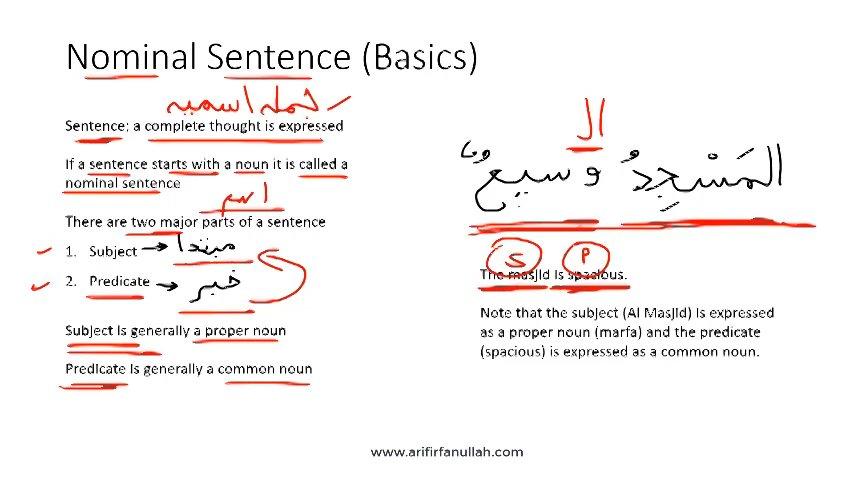 Nominal Sentence (Basics)
جملہ اسمیہ
Sentence: a complete thought is expressed
If a sentence starts with a noun it is called a
nominal sentence
اسم
There are two major parts of a sentence
1. Subject → مبتدا
2. Predicate → خبر
Subject is generally a proper noun
Predicate is generally a common noun
ال
المَسْجِدُ وسیعٌ
S P
The masjid is spacious.
Note that the subject (Al Masjid) is expressed
as a proper noun (marfa) and the predicate
(spacious) is expressed as a common noun.
www.arifirfanullah.com